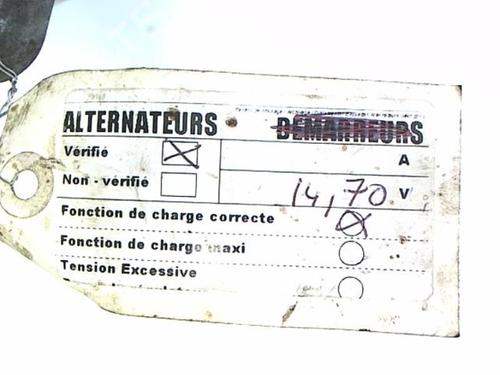 ALTERNATEURS DEMARREURS
Vérifié A
Non - vérifié 14,70 V
Fonction de charge correcte
Fonction de charge maxi
Tension Excessive